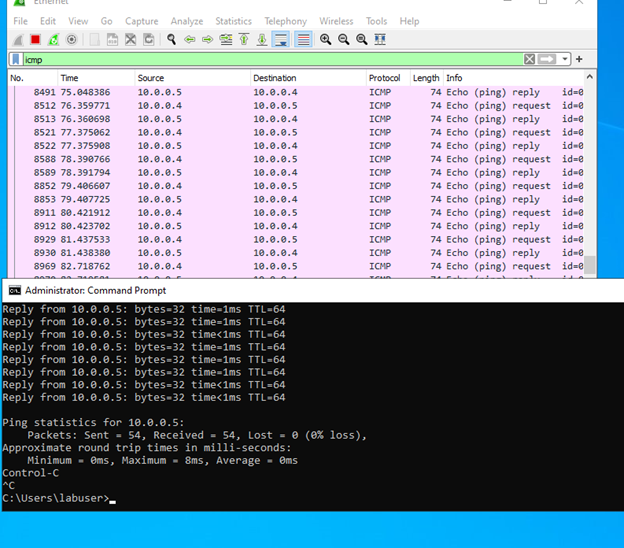 Ethernet
File Edit View Go Capture Analyze Statistics Telephony Wireless Tools Help
icmp
No. Time Source Destination Protocol Length Info
8491 75.048386 10.0.0.5 10.0.0.4 ICMP 74 Echo (ping) reply id=0
8512 76.359771 10.0.0.4 10.0.0.5 ICMP 74 Echo (ping) request id=0
8513 76.360698 10.0.0.5 10.0.0.4 ICMP 74 Echo (ping) reply id=0
8521 77.375062 10.0.0.4 10.0.0.5 ICMP 74 Echo (ping) request id=0
8522 77.375908 10.0.0.5 10.0.0.4 ICMP 74 Echo (ping) reply id=0
8588 78.390766 10.0.0.4 10.0.0.5 ICMP 74 Echo (ping) request id=0
8589 78.391794 10.0.0.5 10.0.0.4 ICMP 74 Echo (ping) reply id=0
8852 79.406607 10.0.0.4 10.0.0.5 ICMP 74 Echo (ping) request id=0
8853 79.407725 10.0.0.5 10.0.0.4 ICMP 74 Echo (ping) reply id=0
8911 80.421912 10.0.0.4 10.0.0.5 ICMP 74 Echo (ping) request id=0
8912 80.423042 10.0.0.5 10.0.0.4 ICMP 74 Echo (ping) reply id=0
8929 81.437533 10.0.0.4 10.0.0.5 ICMP 74 Echo (ping) request id=0
8930 81.438380 10.0.0.5 10.0.0.4 ICMP 74 Echo (ping) reply id=0
8969 82.718762 10.0.0.4 10.0.0.5 ICMP 74 Echo (ping) request id=0
Administrator: Command Prompt
Reply from 10.0.0.5: bytes=32 time=1ms TTL=64
Reply from 10.0.0.5: bytes=32 time=1ms TTL=64
Reply from 10.0.0.5: bytes=32 time<1ms TTL=64
Reply from 10.0.0.5: bytes=32 time=1ms TTL=64
Reply from 10.0.0.5: bytes=32 time=1ms TTL=64
Reply from 10.0.0.5: bytes=32 time=1ms TTL=64
Reply from 10.0.0.5: bytes=32 time<1ms TTL=64
Reply from 10.0.0.5: bytes=32 time<1ms TTL=64
Ping statistics for 10.0.0.5:
Packets: Sent = 54, Received = 54, Lost = 0 (0% loss),
Approximate round trip times in milli-seconds:
Minimum = 0ms, Maximum = 8ms, Average = 0ms
Control-C
^C
C:\Users\labuser>